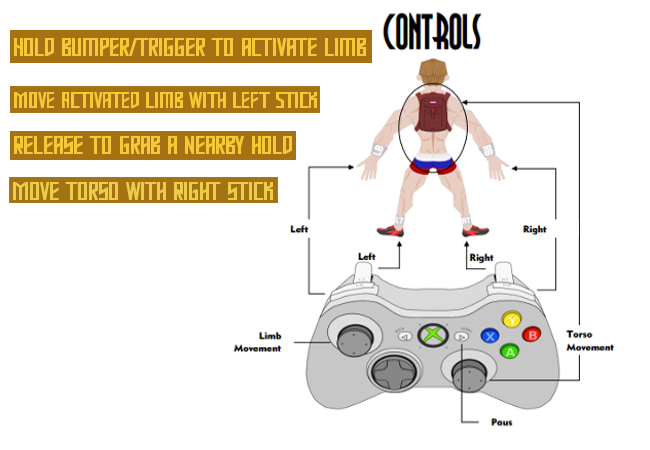 CONTROLS
HOLD BUMPER/TRIGGER TO ACTIVATE LIMB
MOVE ACTIVATED LIMB WITH LEFT STICK
RELEASE TO GRAB A NEARBY HOLD
MOVE TORSO WITH RIGHT STICK
Left
Right
Left
Right
Limb
Movement
Torso
Movement
Y
X
B
A
Pous